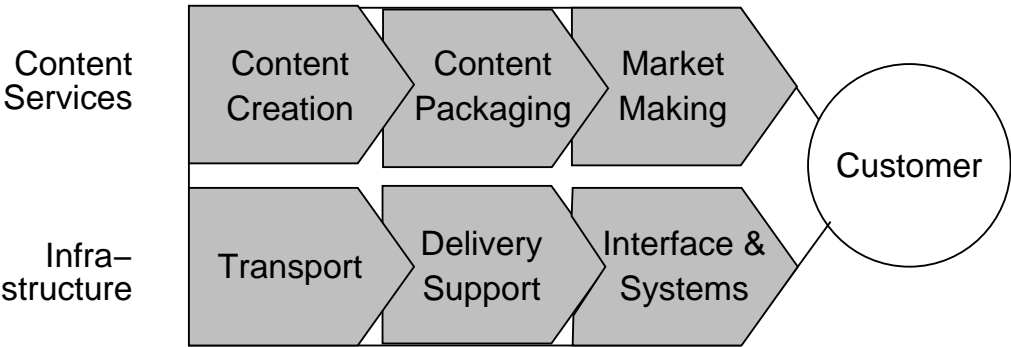 Content
Services
Content
Creation
Content
Packaging
Market
Making
Customer
Infra–
structure
Transport
Delivery
Support
Interface &
Systems